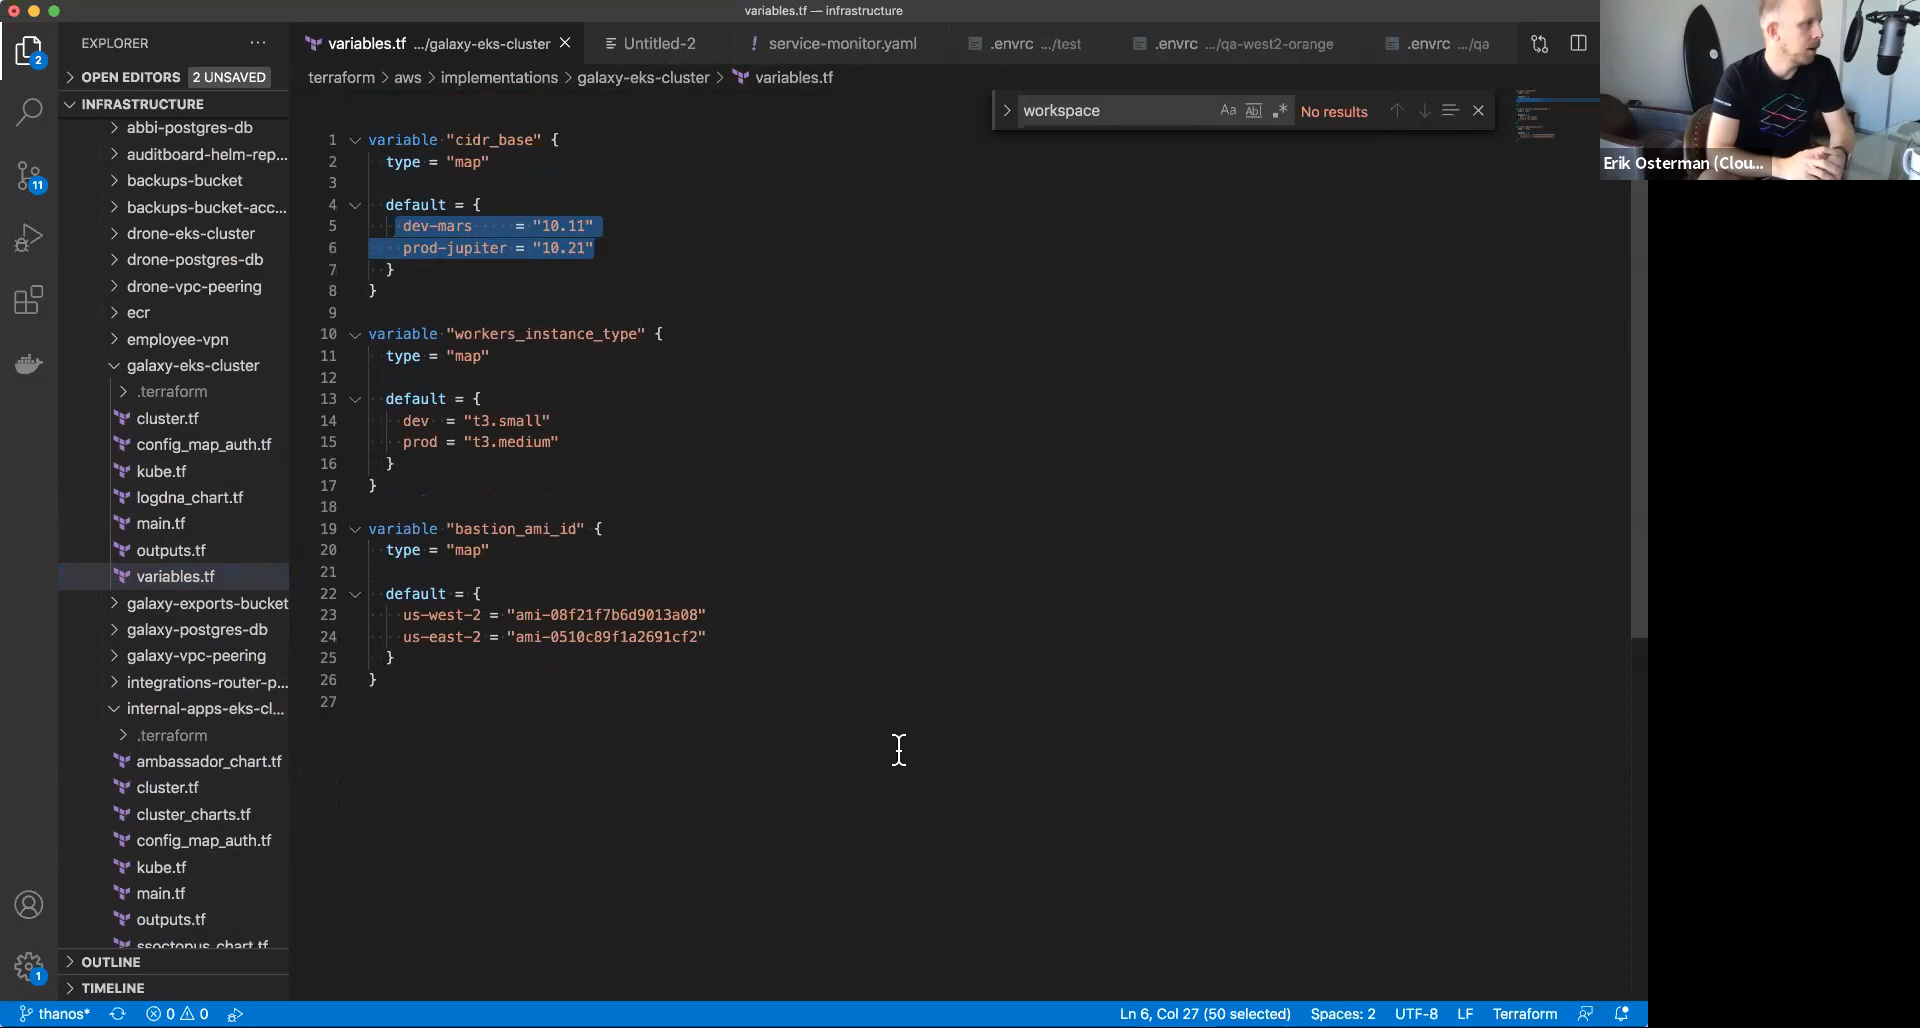 variables.tf — infrastructure
EXPLORER
OPEN EDITORS 2 UNSAVED
INFRASTRUCTURE
abbi-postgres-db
auditboard-helm-rep...
backups-bucket
backups-bucket-acc...
drone-eks-cluster
drone-postgres-db
drone-vpc-peering
ecr
employee-vpn
galaxy-eks-cluster
.terraform
cluster.tf
config_map_auth.tf
kube.tf
logdna_chart.tf
main.tf
outputs.tf
variables.tf
galaxy-exports-bucket
galaxy-postgres-db
galaxy-vpc-peering
integrations-router-p...
internal-apps-eks-cl...
.terraform
ambassador_chart.tf
cluster.tf
cluster_charts.tf
config_map_auth.tf
kube.tf
main.tf
outputs.tf
ssoctopus_chart.tf
OUTLINE
TIMELINE
2
11
1
variables.tf .../galaxy-eks-cluster
Untitled-2
service-monitor.yaml
.envrc .../test
.envrc .../qa-west2-orange
.envrc .../qa
terraform > aws > implementations > galaxy-eks-cluster > variables.tf
workspace Aa Abl .* No results
1 variable "cidr_base" {
2 type = "map"
3
4 default = {
5 dev-mars = "10.11"
6 prod-jupiter = "10.21"
7 }
8 }
9
10 variable "workers_instance_type" {
11 type = "map"
12
13 default = {
14 dev = "t3.small"
15 prod = "t3.medium"
16 }
17 }
18
19 variable "bastion_ami_id" {
20 type = "map"
21
22 default = {
23 us-west-2 = "ami-08f21f7b6d9013a08"
24 us-east-2 = "ami-0510c89f1a2691cf2"
25 }
26 }
27
Erik Osterman (Clou...
thanos* 0 0
Ln 6, Col 27 (50 selected) Spaces: 2 UTF-8 LF Terraform